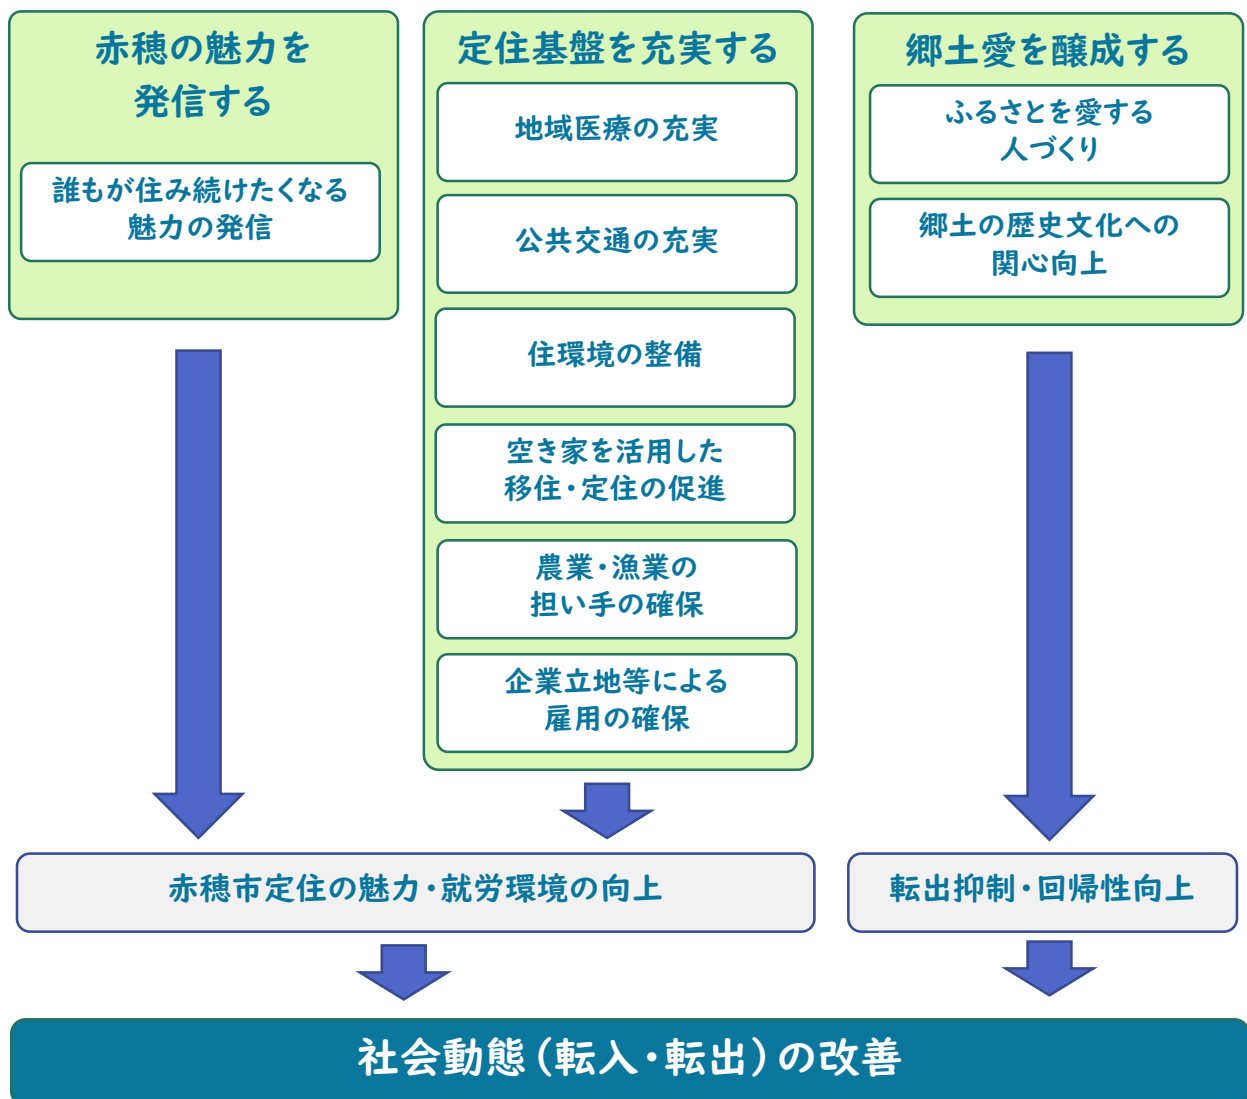 赤穂の魅力を
発信する
誰もが住み続けたくなる
魅力の発信
定住基盤を充実する
地域医療の充実
公共交通の充実
住環境の整備
空き家を活用した
移住・定住の促進
農業・漁業の
担い手の確保
企業立地等による
雇用の確保
郷土愛を醸成する
ふるさとを愛する
人づくり
郷土の歴史文化への
関心向上
赤穂市定住の魅力・就労環境の向上
転出抑制・回帰性向上
社会動態(転入・転出)の改善